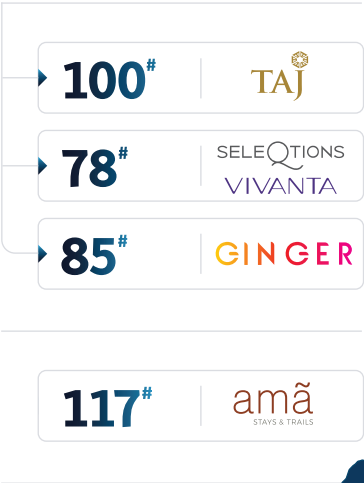 100#
TAJ
78#
SELEQTIONS
VIVANTA
85#
GINGER
117#
amã
STAYS & TRAILS